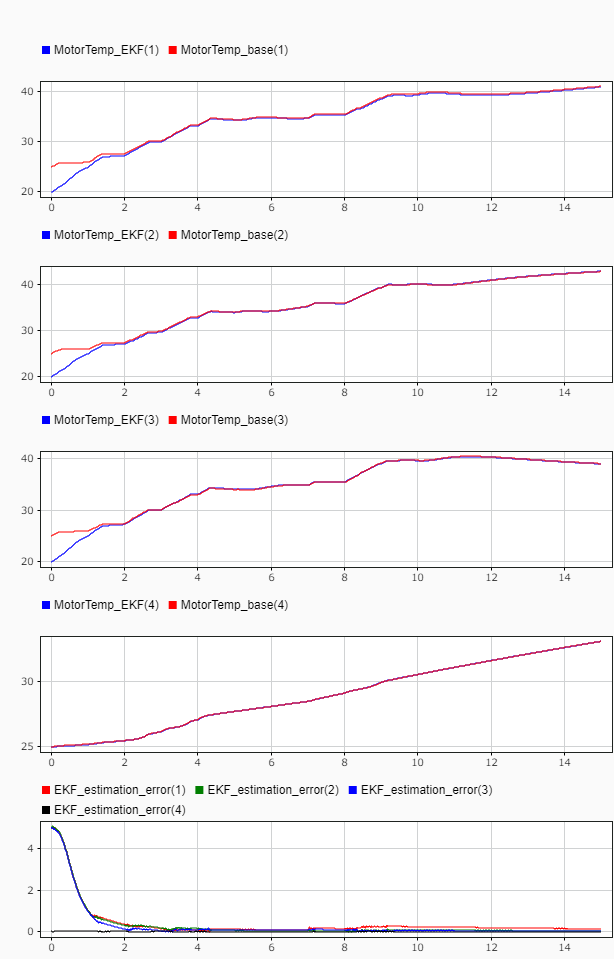 MotorTemp_EKF(1) MotorTemp_base(1)
40
30
20
0 2 4 6 8 10 12 14
MotorTemp_EKF(2) MotorTemp_base(2)
40
30
20
0 2 4 6 8 10 12 14
MotorTemp_EKF(3) MotorTemp_base(3)
40
30
20
0 2 4 6 8 10 12 14
MotorTemp_EKF(4) MotorTemp_base(4)
30
25
0 2 4 6 8 10 12 14
EKF_estimation_error(1) EKF_estimation_error(2) EKF_estimation_error(3)
EKF_estimation_error(4)
4
2
0
0 2 4 6 8 10 12 14